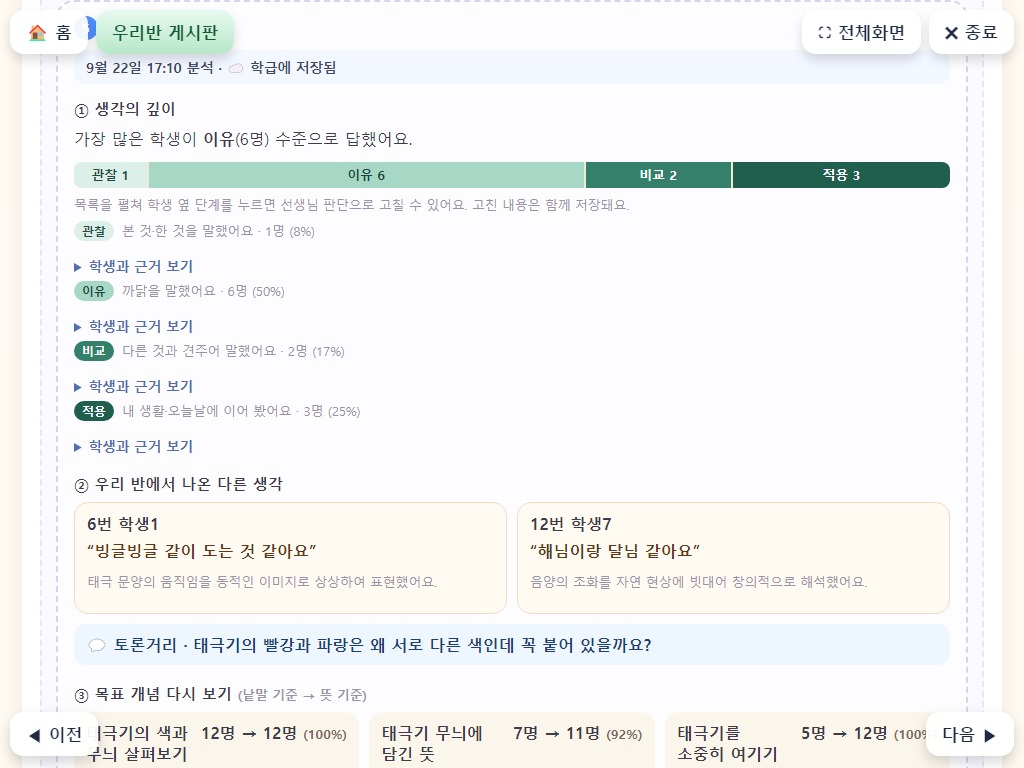 🏠 홈
우리반 게시판
전체화면
✕ 종료
9월 22일 17:10 분석 · ☁️ 학급에 저장됨
① 생각의 깊이
가장 많은 학생이 이유(6명) 수준으로 답했어요.
관찰 1
이유 6
비교 2
적용 3
목록을 펼쳐 학생 옆 단계를 누르면 선생님 판단으로 고칠 수 있어요. 고친 내용은 함께 저장돼요.
관찰 본 것·한 것을 말했어요 · 1명 (8%)
▶ 학생과 근거 보기
이유 까닭을 말했어요 · 6명 (50%)
▶ 학생과 근거 보기
비교 다른 것과 견주어 말했어요 · 2명 (17%)
▶ 학생과 근거 보기
적용 내 생활·오늘날에 이어 봤어요 · 3명 (25%)
▶ 학생과 근거 보기
② 우리 반에서 나온 다른 생각
6번 학생1
“빙글빙글 같이 도는 것 같아요”
태극 문양의 움직임을 동적인 이미지로 상상하여 표현했어요.
12번 학생7
“해님이랑 달님 같아요”
음양의 조화를 자연 현상에 빗대어 창의적으로 해석했어요.
💬 토론거리 · 태극기의 빨강과 파랑은 왜 서로 다른 색인데 꼭 붙어 있을까요?
③ 목표 개념 다시 보기 (낱말 기준 → 뜻 기준)
태극기의 색과 12명 → 12명 (100%)
무늬 살펴보기
태극기 무늬에 7명 → 11명 (92%)
담긴 뜻
태극기를 5명 → 12명 (100%
소중히 여기기
◀ 이전
다음 ▶